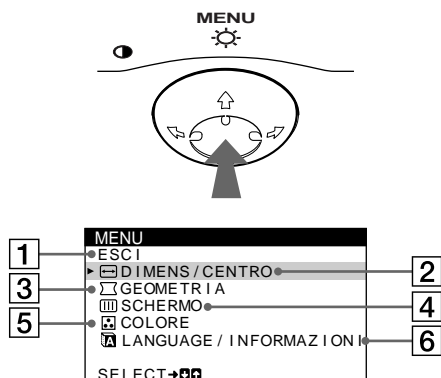 MENU
MENU
1 ESCI
DIMENS/CENTRO 2
3 GEOMETRIA
SCHERMO 4
5 COLORE
LANGUAGE/INFORMAZIONI 6
SELECT